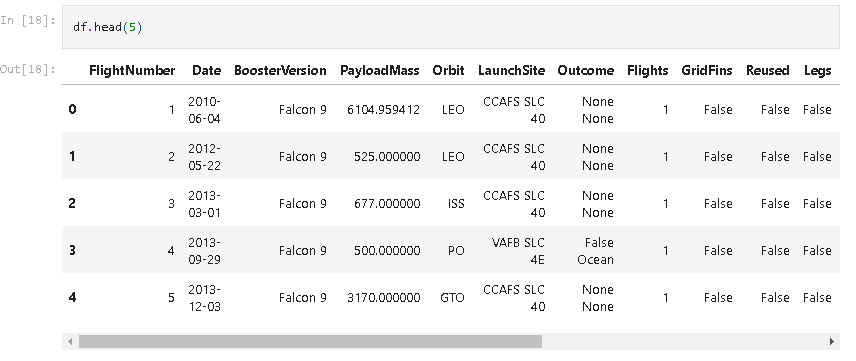 In [18]: df.head(5)
Out[18]: FlightNumber Date BoosterVersion PayloadMass Orbit LaunchSite Outcome Flights GridFins Reused Legs
0 1 2010-06-04 Falcon 9 6104.959412 LEO CCAFS SLC 40 None None 1 False False False
1 2 2012-05-22 Falcon 9 525.000000 LEO CCAFS SLC 40 None None 1 False False False
2 3 2013-03-01 Falcon 9 677.000000 ISS CCAFS SLC 40 None None 1 False False False
3 4 2013-09-29 Falcon 9 500.000000 PO VAFB SLC 4E False Ocean 1 False False False
4 5 2013-12-03 Falcon 9 3170.000000 GTO CCAFS SLC 40 None None 1 False False False